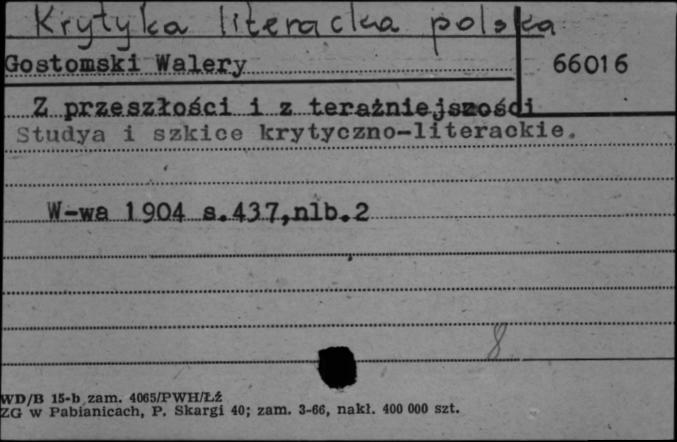 Krytyka literacka polska
Gostomski Walery
66016
Z przeszłości i z teraźniejszości
Studya i szkice krytyczno-literackie.
W-wa 1904 s.437,nlb.2
8
WD/B 15-b zam. 4065/PWH/Łź
ZG w Pabianicach, P. Skargi 40; zam. 3-66, nakł. 400 000 szt.